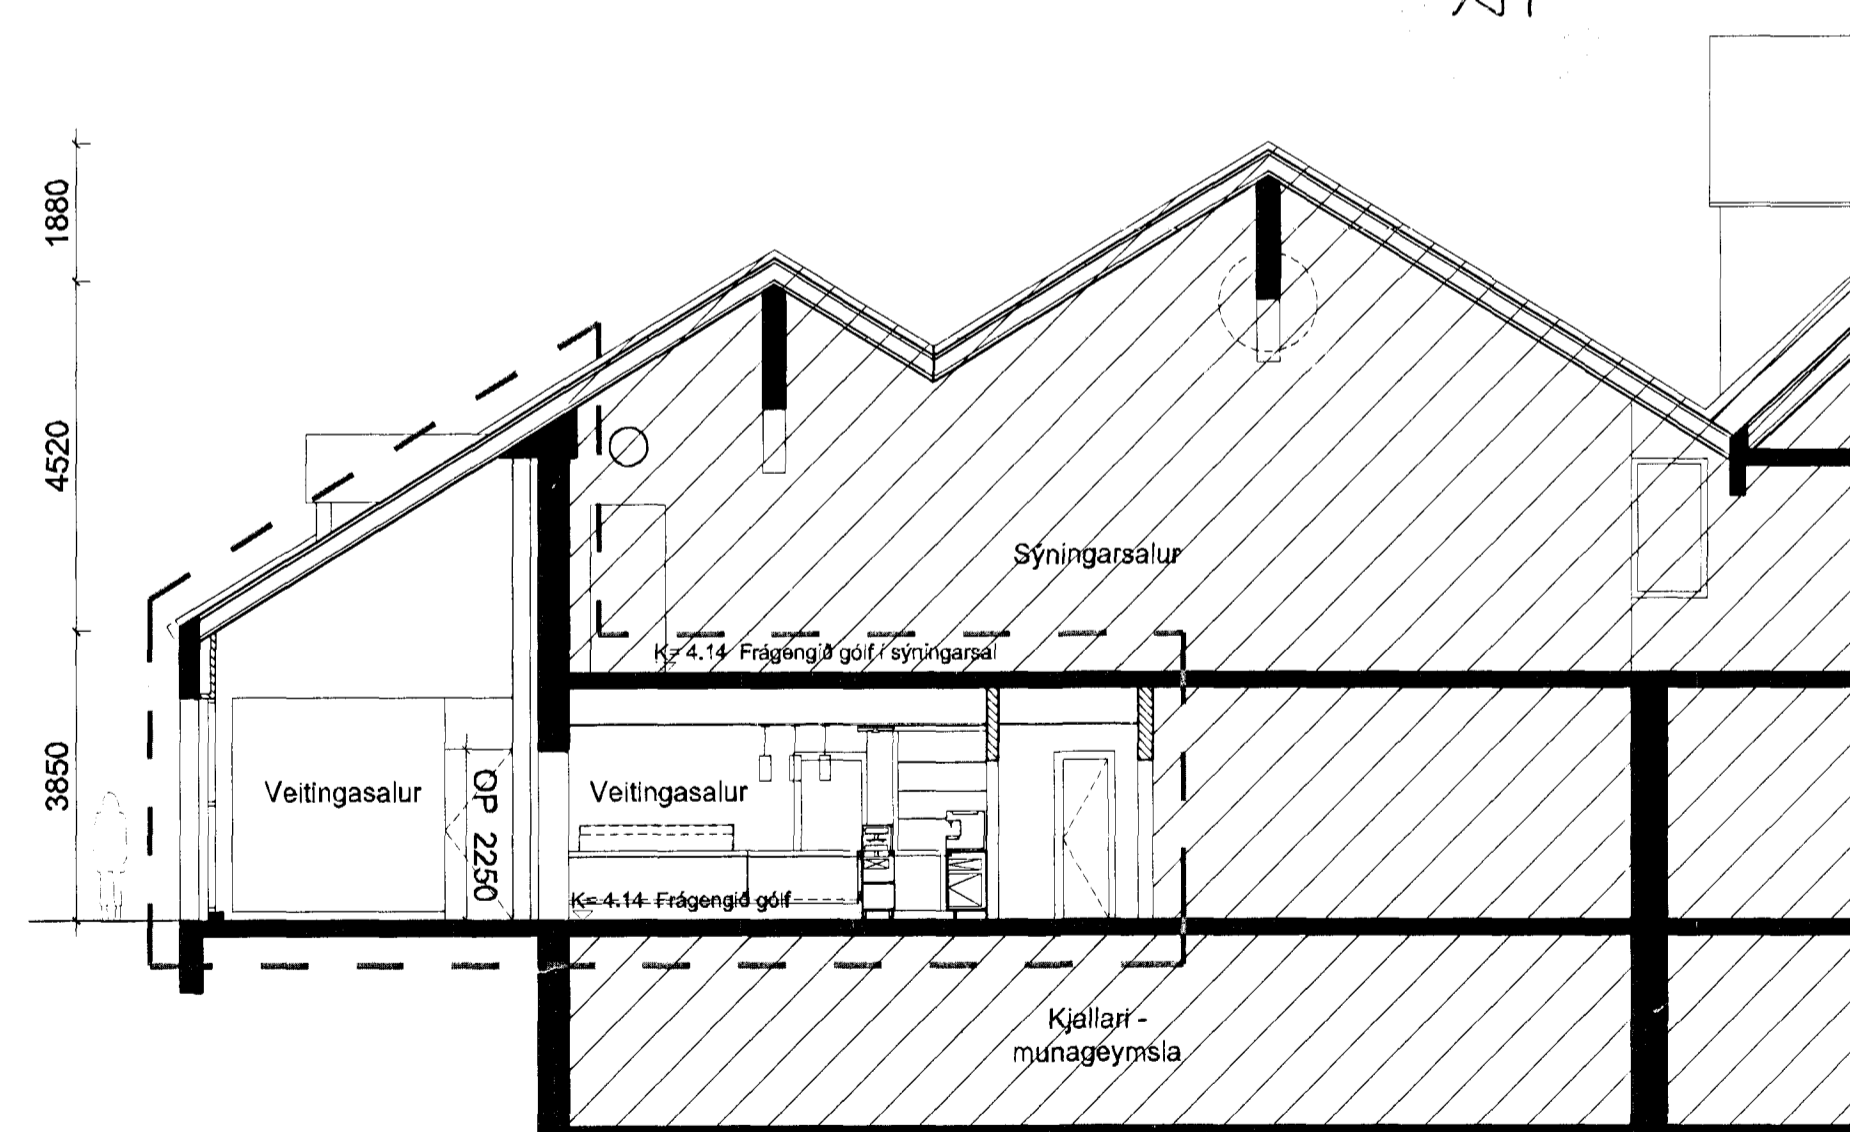 1880
4520
3850
Sýningarsalur
K= 4.14 Frágengið gólf í sýningarsal
Veitingasalur
OP 2250
Veitingasalur
K= 4.14 Frágengið gólf
Kjallari -
munageymsla